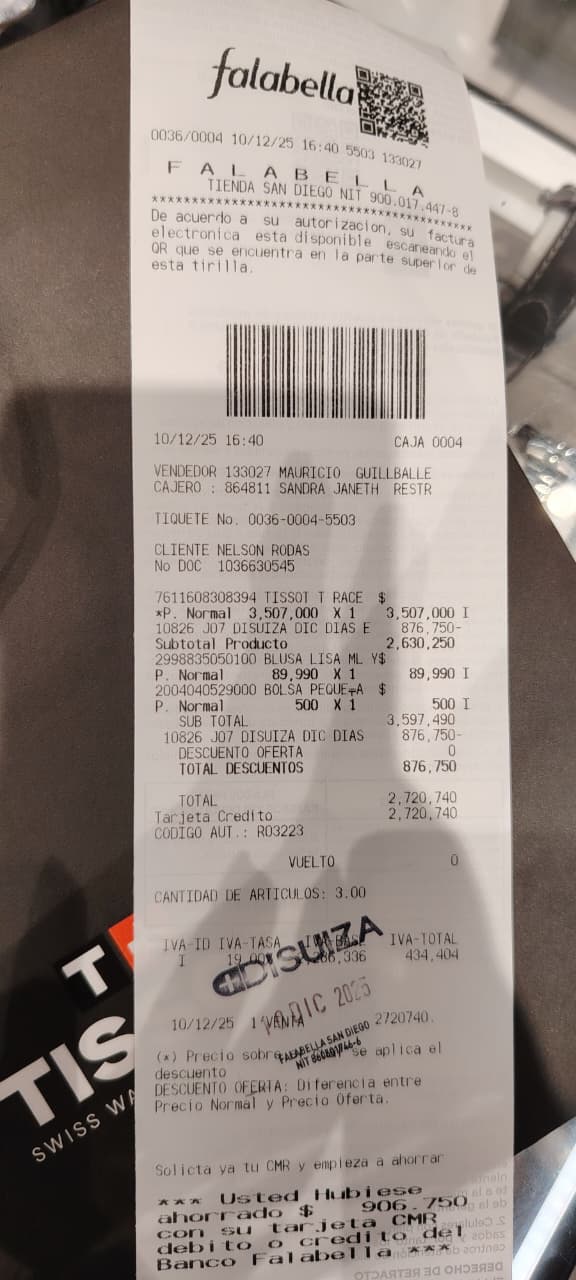 falabella
0036/0004 10/12/25 16:40 5503 133027
F A L A B E L L A
TIENDA SAN DIEGO NIT 900.017.447-8
****************************************
De acuerdo a su autorizacion, su factura
electronica esta disponible escaneando el
QR que se encuentra en la parte superior de
esta tirilla.
10/12/25 16:40 CAJA 0004
VENDEDOR 133027 MAURICIO GUILLBALLE
CAJERO : 864811 SANDRA JANETH RESTR
TIQUETE No. 0036-0004-5503
CLIENTE NELSON RODAS
No DOC 1036630545
7611608308394 TISSOT T RACE $
*P. Normal 3,507,000 X 1 3,507,000 I
10826 J07 DISUIZA DIC DIAS E 876,750-
Subtotal Producto 2,630,250
2998835050100 BLUSA LISA ML Y$
P. Normal 89,990 X 1 89,990 I
2004040529000 BOLSA PEQUE¬A $
P. Normal 500 X 1 500 I
SUB TOTAL 3,597,490
10826 J07 DISUIZA DIC DIAS 876,750-
DESCUENTO OFERTA 0
TOTAL DESCUENTOS 876,750
TOTAL 2,720,740
Tarjeta Credito 2,720,740
CODIGO AUT.: R03223
VUELTO 0
CANTIDAD DE ARTICULOS: 3.00
IVA-ID IVA-TASA IVA-TOTAL
I 434,404
DISUIZA
10 DIC 2025
10/12/25 1 VENTA 2720740.
FALABELLA SAN DIEGO
(*) Precio sobre se aplica el
descuento
DESCUENTO OFERTA: Diferencia entre
Precio Normal y Precio Oferta.
Solicta ya tu CMR y empieza a ahorrar
*** Usted Hubiese
ahorrado $ 906.750
con su tarjeta CMR
debito o credito del
Banco Falabella ***
T
TIS
SWISS WA
DERECHO DE RETRACTO